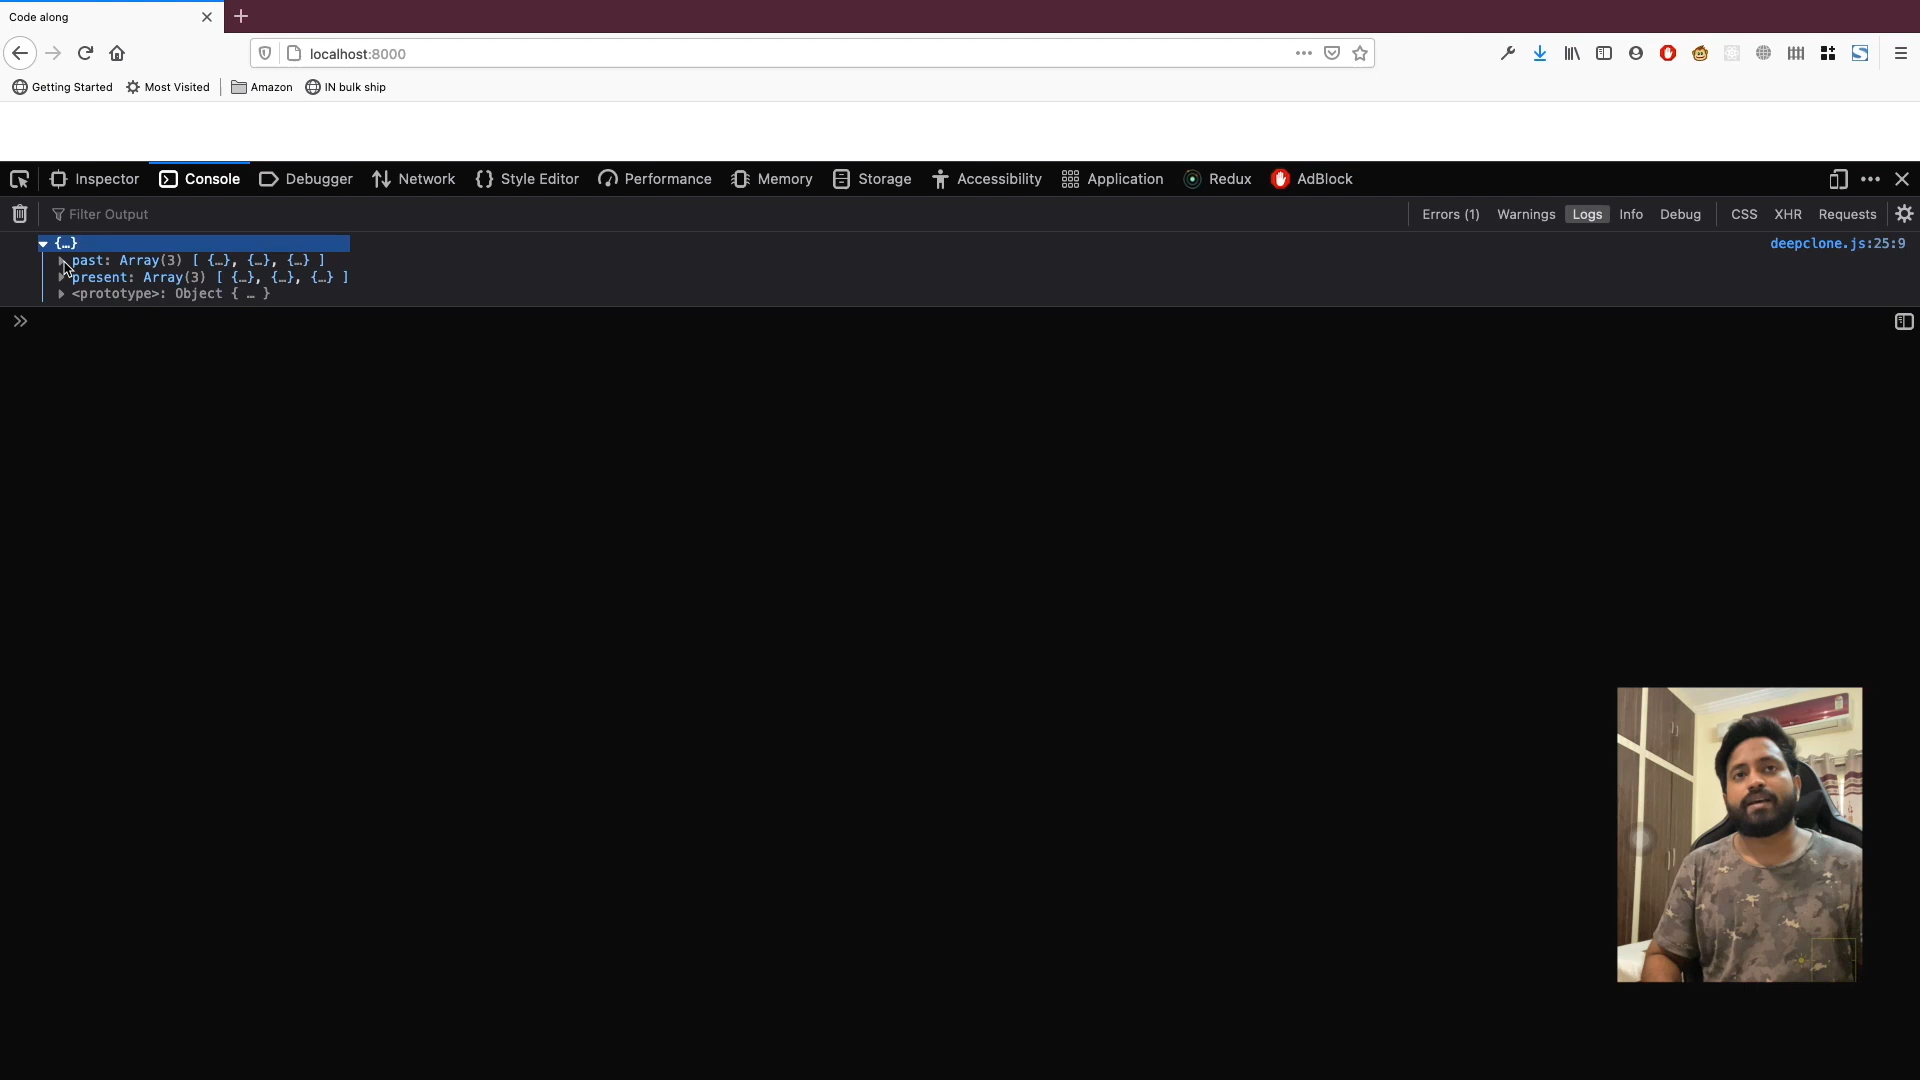 Code along
localhost:8000
Getting Started Most Visited Amazon IN bulk ship
Inspector Console Debugger Network Style Editor Performance Memory Storage Accessibility Application Redux AdBlock
Filter Output Errors (1) Warnings Logs Info Debug CSS XHR Requests
{…} deepclone.js:25:9
past: Array(3) [ {…}, {…}, {…} ]
present: Array(3) [ {…}, {…}, {…} ]
<prototype>: Object { … }